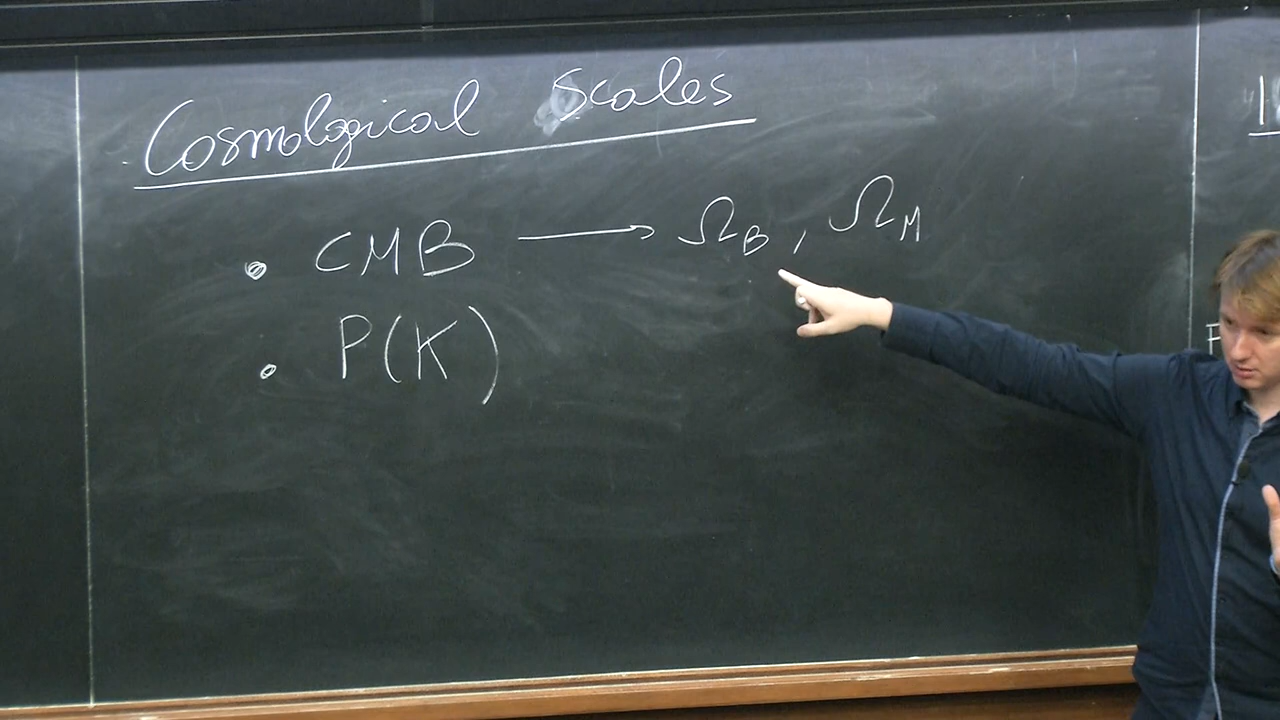 Cosmological Scales
• CMB ⟶ Ω_B, Ω_M
• P(K)